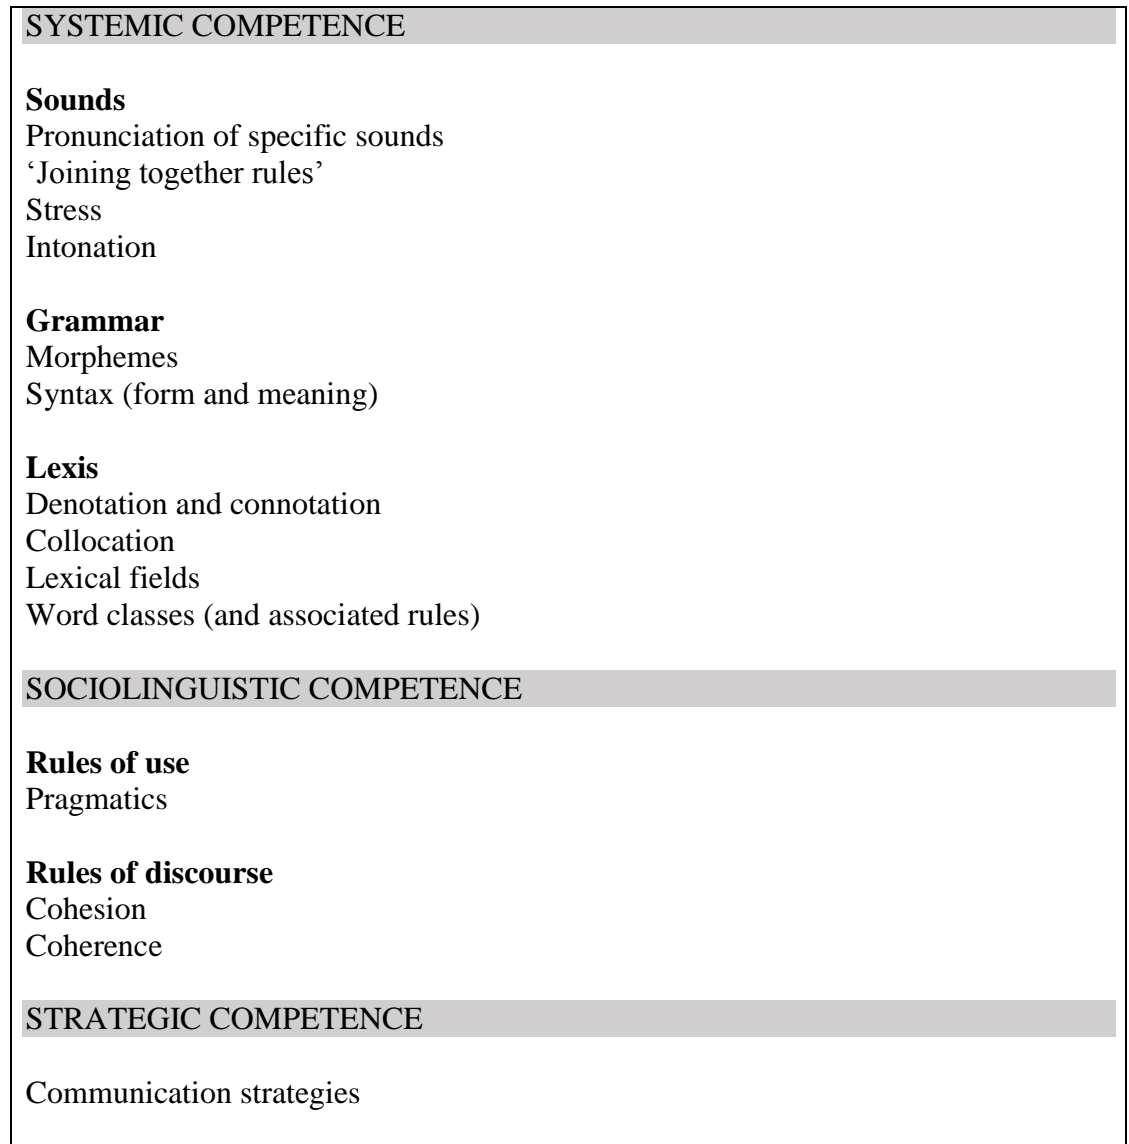 SYSTEMIC COMPETENCE
Sounds
Pronunciation of specific sounds
‘Joining together rules’
Stress
Intonation
Grammar
Morphemes
Syntax (form and meaning)
Lexis
Denotation and connotation
Collocation
Lexical fields
Word classes (and associated rules)
SOCIOLINGUISTIC COMPETENCE
Rules of use
Pragmatics
Rules of discourse
Cohesion
Coherence
STRATEGIC COMPETENCE
Communication strategies